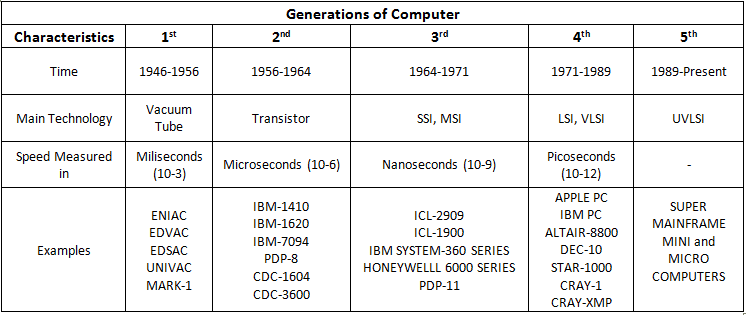 Generations of Computer
Characteristics 1st 2nd 3rd 4th 5th
Time 1946-1956 1956-1964 1964-1971 1971-1989 1989-Present
Main Technology Vacuum Tube Transistor SSI, MSI LSI, VLSI UVLSI
Speed Measured in Miliseconds (10-3) Microseconds (10-6) Nanoseconds (10-9) Picoseconds (10-12) -
Examples
ENIAC
EDVAC
EDSAC
UNIVAC
MARK-1
IBM-1410
IBM-1620
IBM-7094
PDP-8
CDC-1604
CDC-3600
ICL-2909
ICL-1900
IBM SYSTEM-360 SERIES
HONEYWELLL 6000 SERIES
PDP-11
APPLE PC
IBM PC
ALTAIR-8800
DEC-10
STAR-1000
CRAY-1
CRAY-XMP
SUPER
MAINFRAME
MINI and
MICRO
COMPUTERS